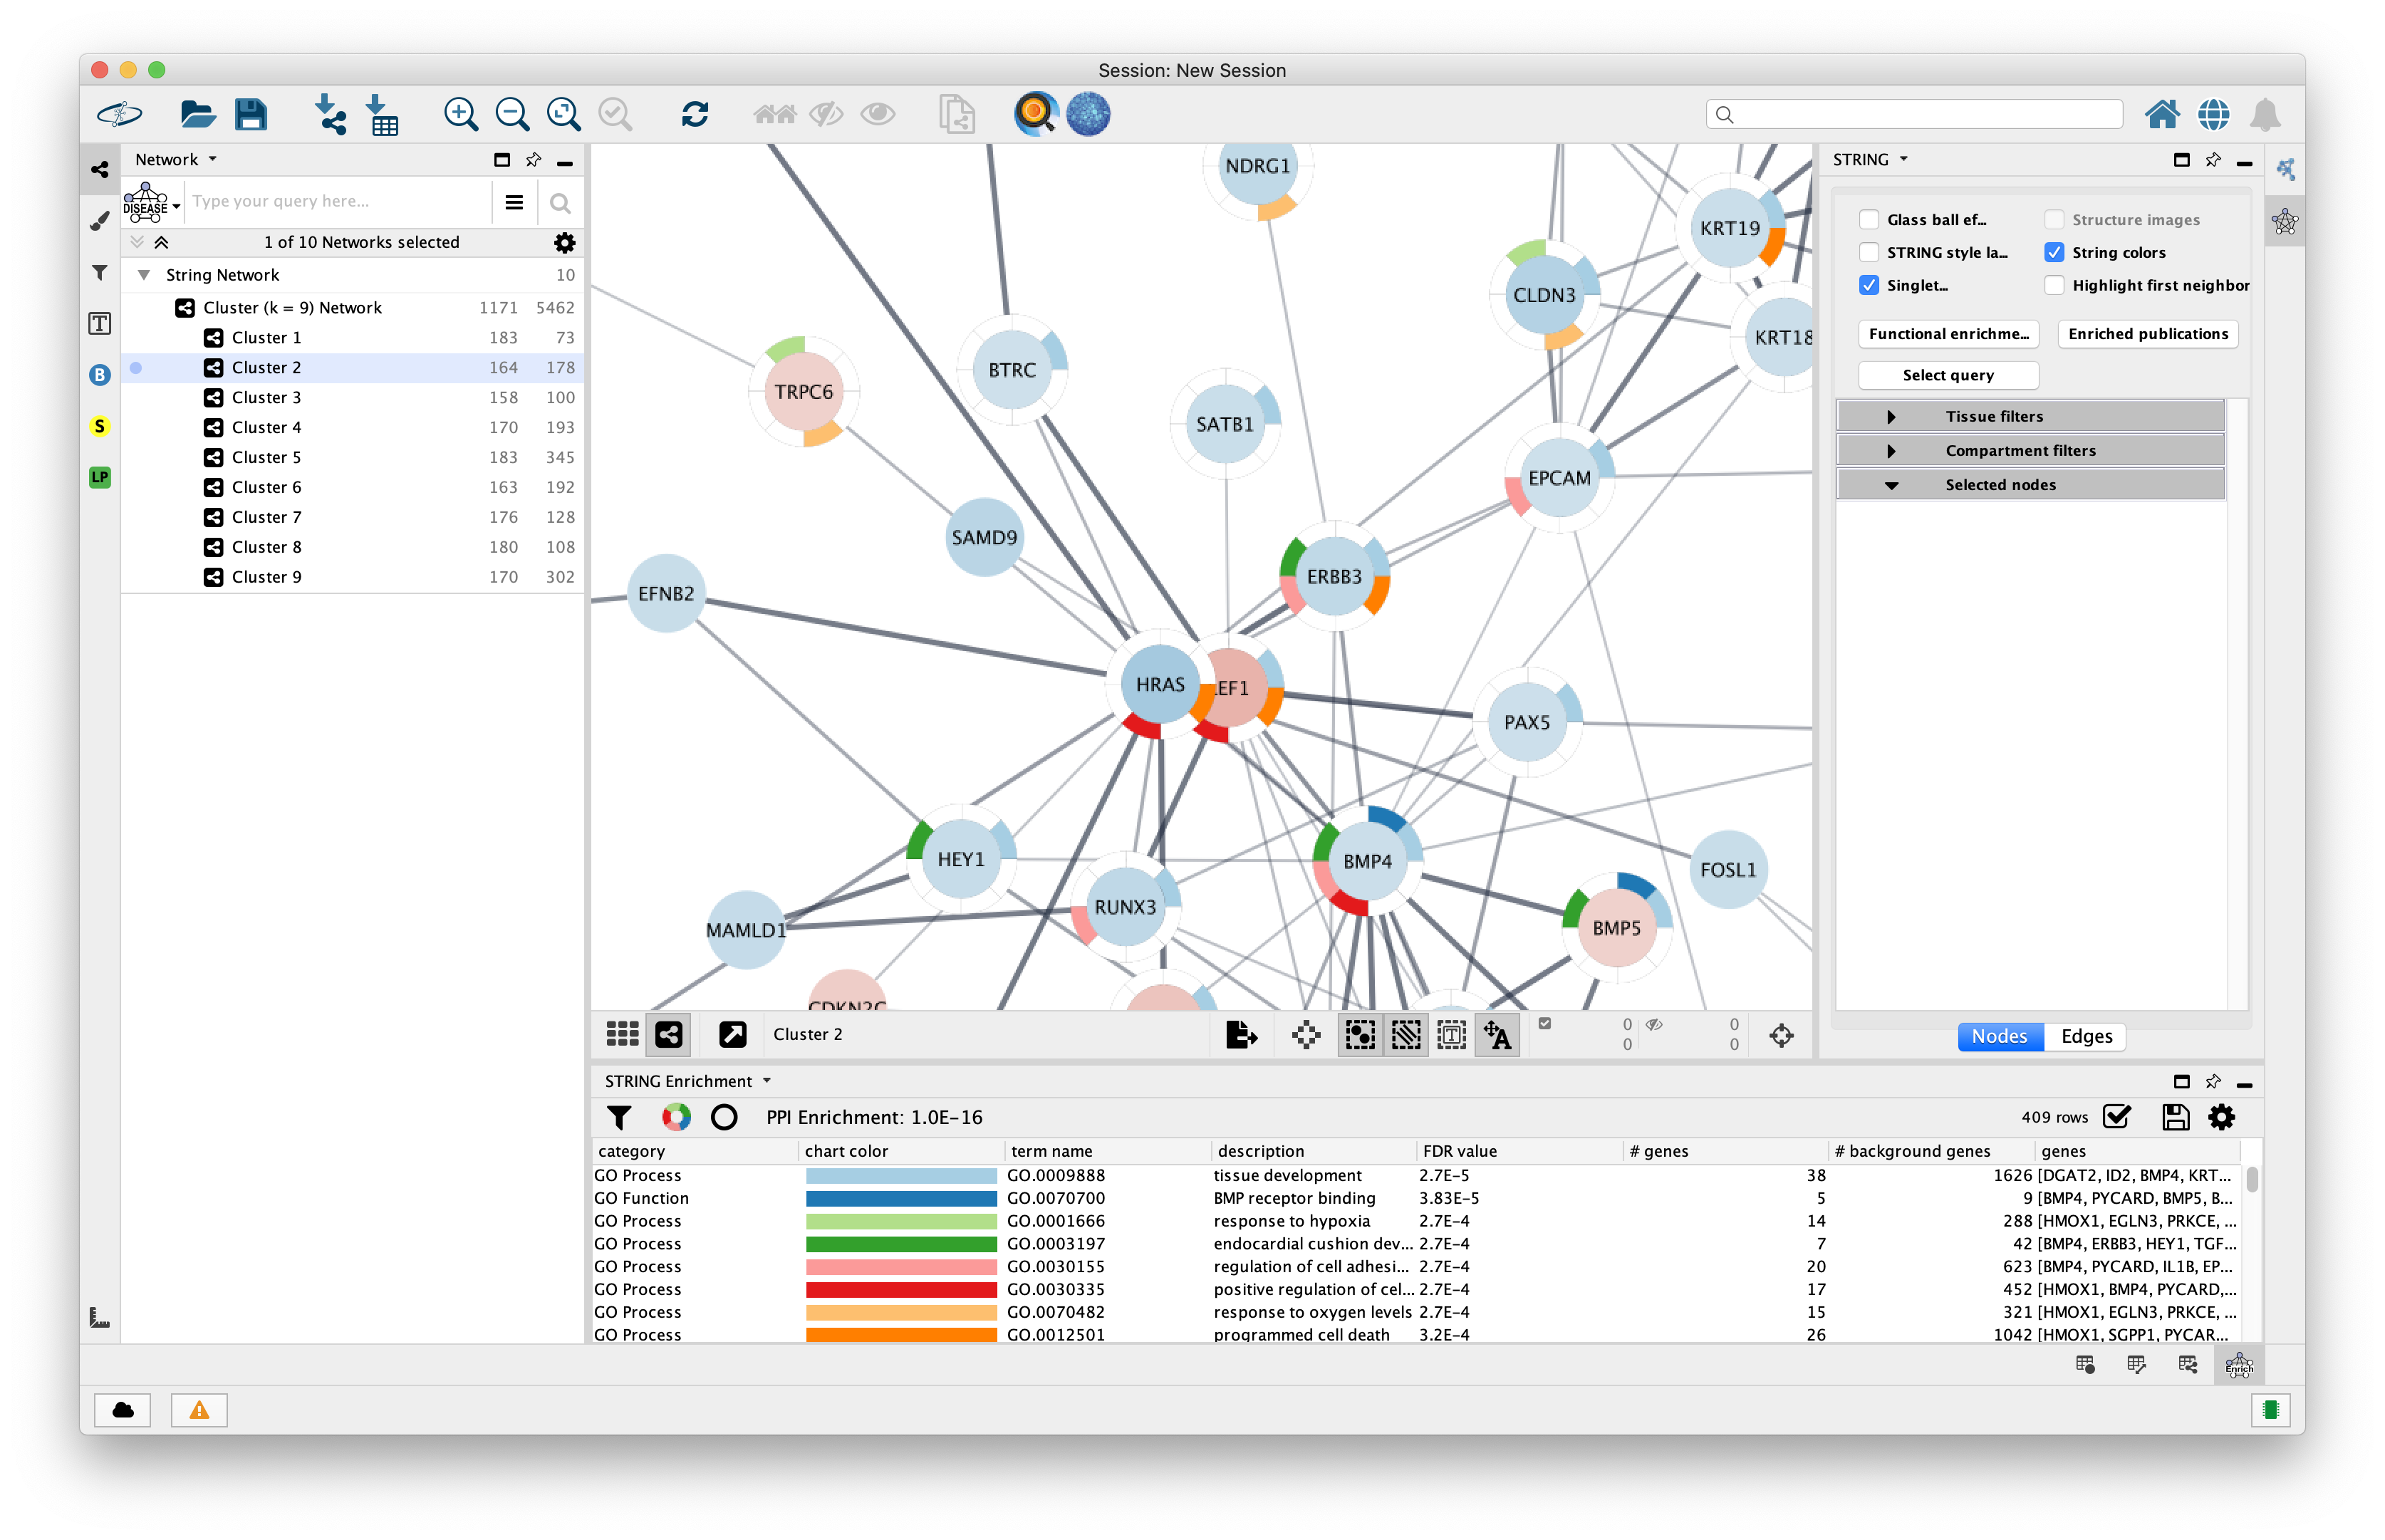 Session: New Session
Network
DISEASE
Type your query here...
1 of 10 Networks selected
String Network 10
Cluster (k = 9) Network 1171 5462
Cluster 1 183 73
Cluster 2 164 178
Cluster 3 158 100
Cluster 4 170 193
Cluster 5 183 345
Cluster 6 163 192
Cluster 7 176 128
Cluster 8 180 108
Cluster 9 170 302
T
B
S
LP
NDRG1
KRT19
CLDN3
KRT18
TRPC6
BTRC
SATB1
EPCAM
SAMD9
ERBB3
EFNB2
HRAS
EF1
PAX5
HEY1
BMP4
FOSL1
RUNX3
MAMLD1
BMP5
CDKN2C
Cluster 2
T
A
0 0
0 0
STRING
Glass ball ef...
Structure images
STRING style la...
String colors
Singlet...
Highlight first neighbor
Functional enrichme...
Enriched publications
Select query
Tissue filters
Compartment filters
Selected nodes
Nodes Edges
STRING Enrichment
PPI Enrichment: 1.0E-16
409 rows
category chart color term name description FDR value # genes # background genes genes
GO Process GO.0009888 tissue development 2.7E-5 38 1626 [DGAT2, ID2, BMP4, KRT...
GO Function GO.0070700 BMP receptor binding 3.83E-5 5 9 [BMP4, PYCARD, BMP5, B...
GO Process GO.0001666 response to hypoxia 2.7E-4 14 288 [HMOX1, EGLN3, PRKCE, ...
GO Process GO.0003197 endocardial cushion dev... 2.7E-4 7 42 [BMP4, ERBB3, HEY1, TGF...
GO Process GO.0030155 regulation of cell adhesi... 2.7E-4 20 623 [BMP4, PYCARD, IL1B, EP...
GO Process GO.0030335 positive regulation of cel... 2.7E-4 17 452 [HMOX1, BMP4, PYCARD,...
GO Process GO.0070482 response to oxygen levels 2.7E-4 15 321 [HMOX1, EGLN3, PRKCE, ...
GO Process GO.0012501 programmed cell death 3.2E-4 26 1042 [HMOX1, SGPP1, PYCAR...
Enrich